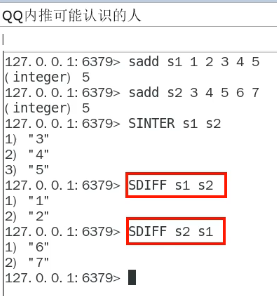 QQ内推可能认识的人
127.0.0.1:6379> sadd s1 1 2 3 4 5
(integer) 5
127.0.0.1:6379> sadd s2 3 4 5 6 7
(integer) 5
127.0.0.1:6379> SINTER s1 s2
1) "3"
2) "4"
3) "5"
127.0.0.1:6379> SDIFF s1 s2
1) "1"
2) "2"
127.0.0.1:6379> SDIFF s2 s1
1) "6"
2) "7"
127.0.0.1:6379>